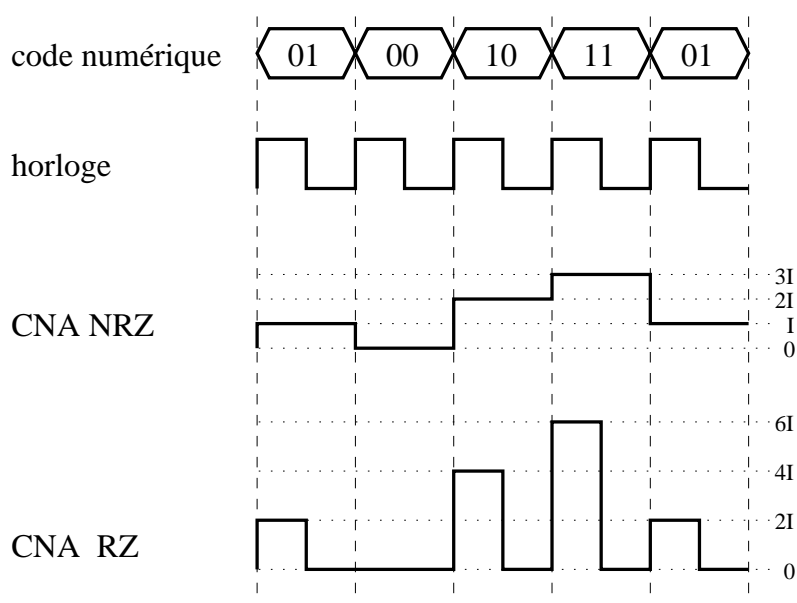 code numérique 01 00 10 11 01
horloge
3I
2I
CNA NRZ I
0
6I
4I
2I
CNA RZ
0